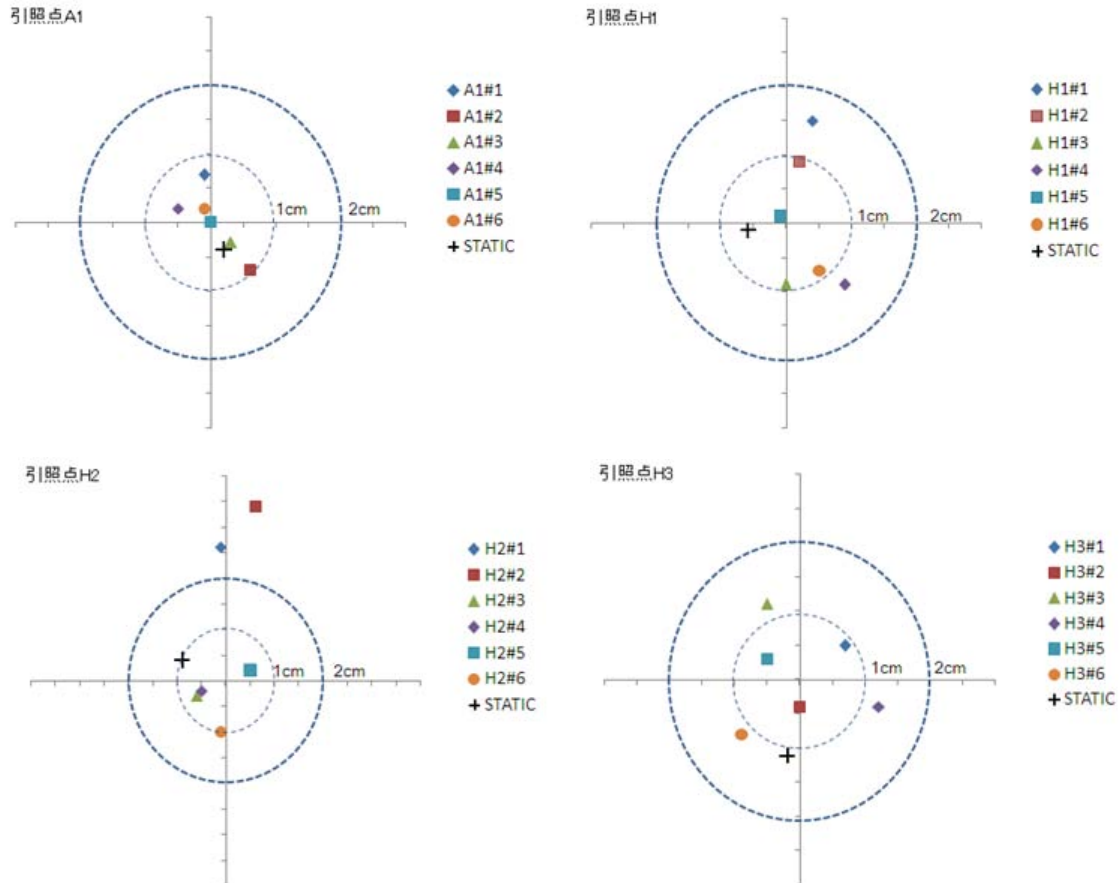 引照点A1
1cm
2cm
A1#1
A1#2
A1#3
A1#4
A1#5
A1#6
STATIC
引照点H1
1cm
2cm
H1#1
H1#2
H1#3
H1#4
H1#5
H1#6
STATIC
引照点H2
1cm
2cm
H2#1
H2#2
H2#3
H2#4
H2#5
H2#6
STATIC
引照点H3
1cm
2cm
H3#1
H3#2
H3#3
H3#4
H3#5
H3#6
STATIC